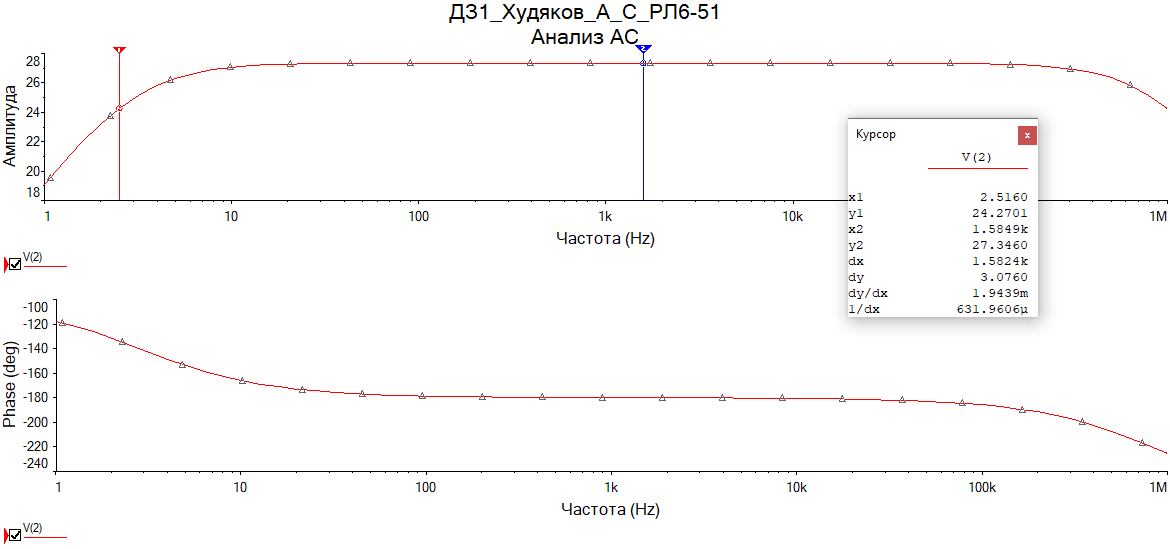 ДЗ1_Худяков_А_С_РЛ6-51
Анализ AC
Амплитуда
28
26
24
22
20
18
1 10 100 1k 10k 1M
Частота (Hz)
V(2)
Курсор x
V(2)
x1 2.5160
y1 24.2701
x2 1.5849k
y2 27.3460
dx 1.5824k
dy 3.0760
dy/dx 1.9439m
1/dx 631.9606µ
Phase (deg)
-100
-120
-140
-160
-180
-200
-220
-240
1 10 100 1k 10k 100k 1M
Частота (Hz)
V(2)